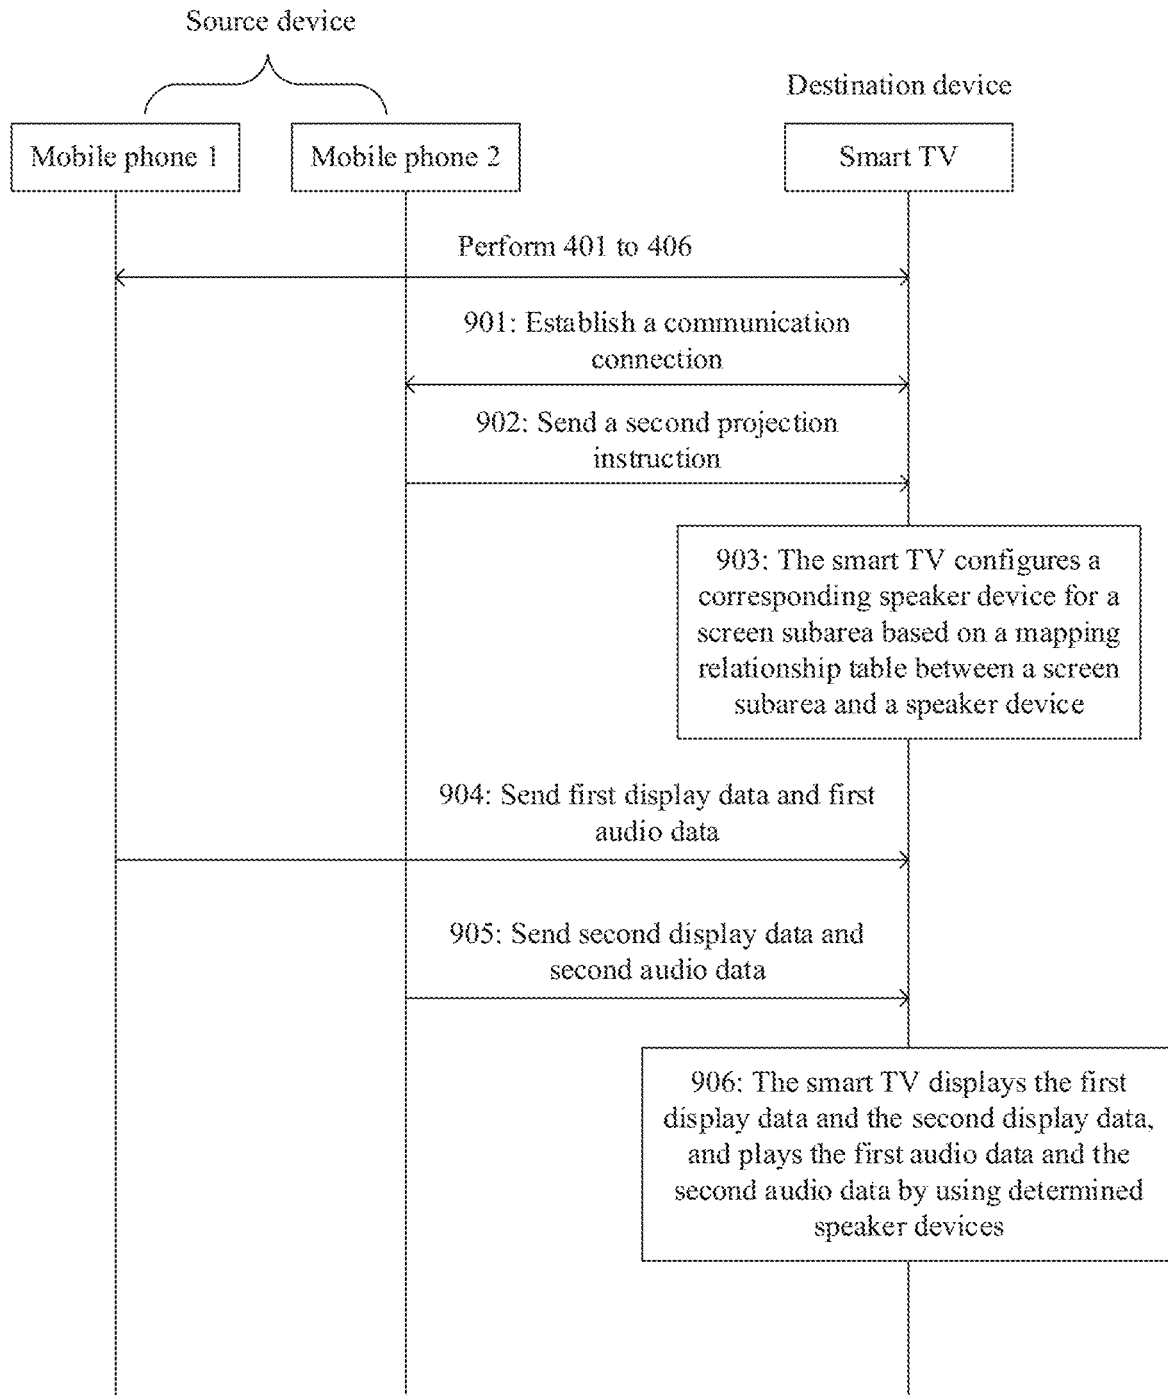 Source device
Destination device
Mobile phone 1
Mobile phone 2
Smart TV
Perform 401 to 406
901: Establish a communication
connection
902: Send a second projection
instruction
903: The smart TV configures a
corresponding speaker device for a
screen subarea based on a mapping
relationship table between a screen
subarea and a speaker device
904: Send first display data and first
audio data
905: Send second display data and
second audio data
906: The smart TV displays the first
display data and the second display data,
and plays the first audio data and the
second audio data by using determined
speaker devices